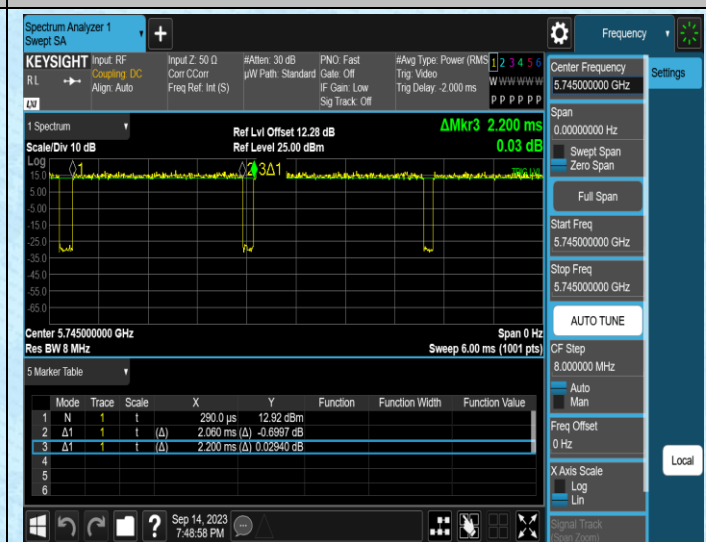 Spectrum Analyzer 1
Swept SA
Frequency
KEYSIGHT
Input: RF
Coupling: DC
Align: Auto
Input Z: 50 Ω
Corr CCorr
Freq Ref: Int (S)
#Atten: 30 dB
µW Path: Standard
PNO: Fast
Gate: Off
IF Gain: Low
Sig Track: Off
#Avg Type: Power (RMS
Trig: Video
Trig Delay: -2.000 ms
1 2 3 4 5 6
W W W W W W
P P P P P P
RL
LXI
1 Spectrum
Scale/Div 10 dB
Ref Lvl Offset 12.28 dB
Ref Level 25.00 dBm
ΔMkr3 2.200 ms
0.03 dB
Log
15.0
5.00
-5.00
-15.0
-25.0
-35.0
-45.0
-55.0
-65.0
1
2 3Δ1
Center 5.745000000 GHz
Res BW 8 MHz
Span 0 Hz
Sweep 6.00 ms (1001 pts)
5 Marker Table
Mode Trace Scale X Y Function Function Width Function Value
1 N 1 t 290.0 µs 12.92 dBm
2 Δ1 1 t (Δ) 2.060 ms (Δ) -0.6997 dB
3 Δ1 1 t (Δ) 2.200 ms (Δ) 0.02940 dB
4
5
6
Sep 14, 2023
7:48:58 PM
Center Frequency
5.745000000 GHz
Settings
Span
0.00000000 Hz
Swept Span
Zero Span
Full Span
Start Freq
5.745000000 GHz
Stop Freq
5.745000000 GHz
AUTO TUNE
CF Step
8.000000 MHz
Auto
Man
Freq Offset
0 Hz
X Axis Scale
Log
Lin
Local
Signal Track
(Span Zoom)